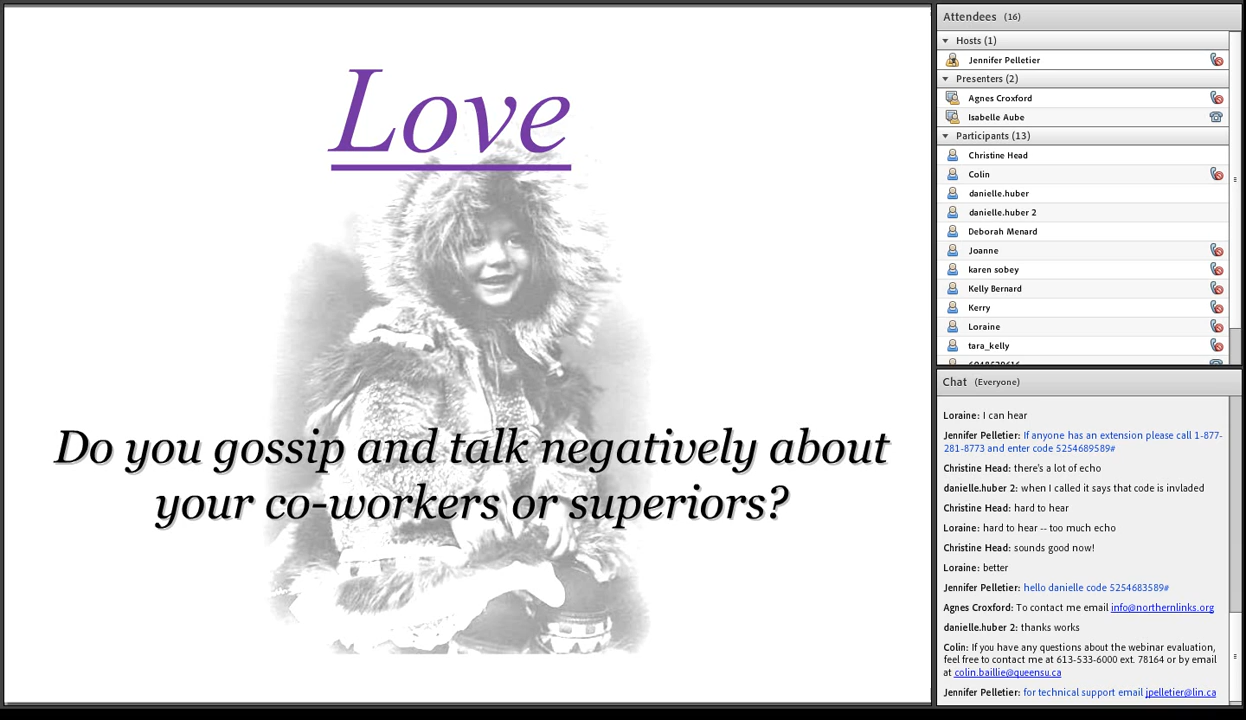 Love
Do you gossip and talk negatively about
your co-workers or superiors?
Attendees (16)
Hosts (1)
Jennifer Pelletier
Presenters (2)
Agnes Croxford
Isabelle Aube
Participants (13)
Christine Head
Colin
danielle.huber
danielle.huber 2
Deborah Menard
Joanne
karen sobey
Kelly Bernard
Kerry
Loraine
tara_kelly
Chat (Everyone)
Loraine: I can hear
Jennifer Pelletier: If anyone has an extension please call 1-877-
281-8773 and enter code 5254689589#
Christine Head: there's a lot of echo
danielle.huber 2: when I called it says that code is invladed
Christine Head: hard to hear
Loraine: hard to hear -- too much echo
Christine Head: sounds good now!
Loraine: better
Jennifer Pelletier: hello danielle code 5254683589#
Agnes Croxford: To contact me email info@northernlinks.org
danielle.huber 2: thanks works
Colin: If you have any questions about the webinar evaluation,
feel free to contact me at 613-533-6000 ext. 78164 or by email
at colin.baillie@queensu.ca
Jennifer Pelletier: for technical support email jpelletier@lin.ca